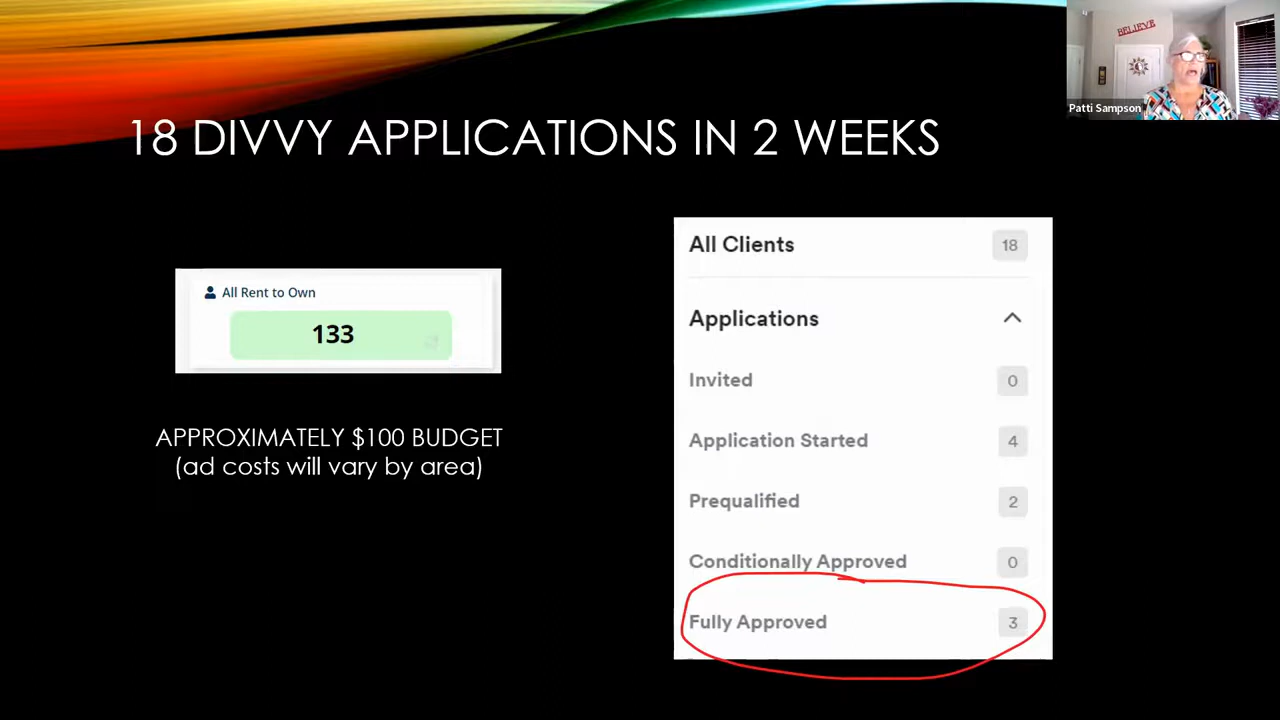 BELIEVE
Patti Sampson
18 DIVVY APPLICATIONS IN 2 WEEKS
All Rent to Own
133
APPROXIMATELY $100 BUDGET
(ad costs will vary by area)
All Clients 18
Applications
Invited 0
Application Started 4
Prequalified 2
Conditionally Approved 0
Fully Approved 3